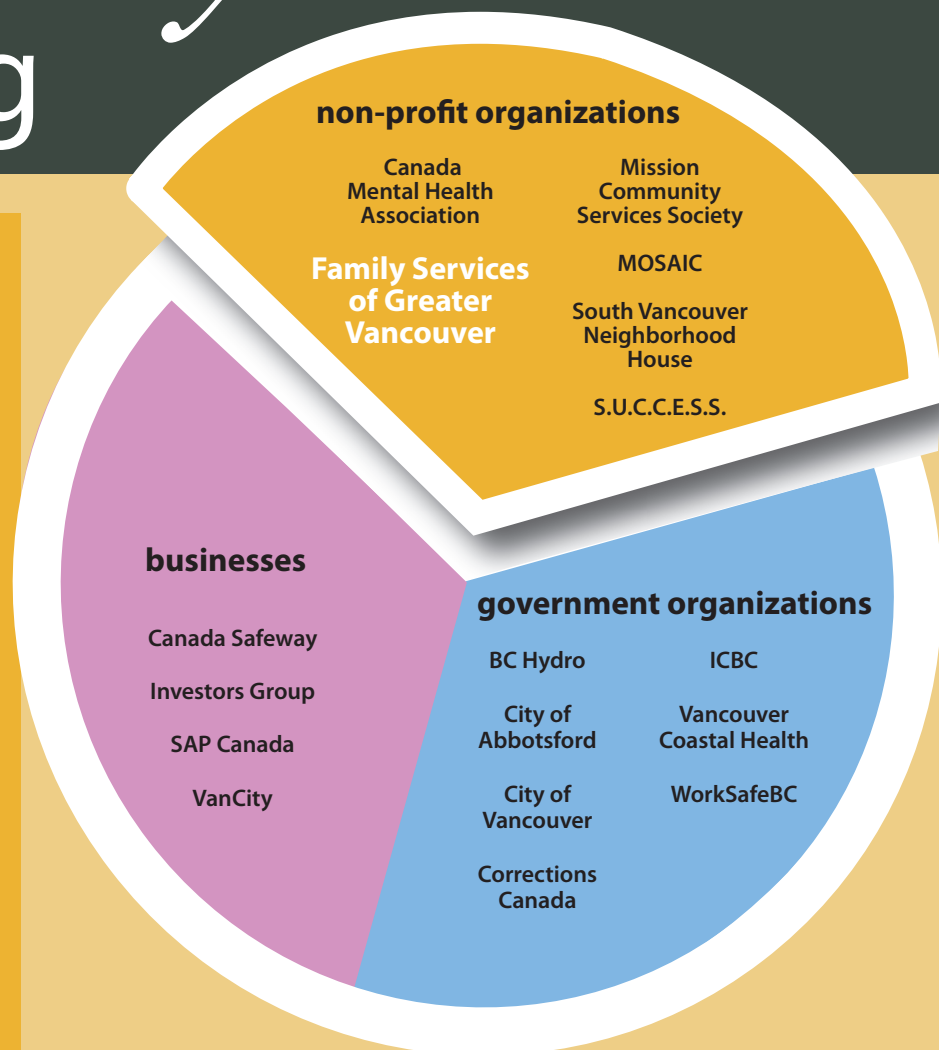 g
non-profit organizations
Canada
Mental Health
Association
Family Services
of Greater
Vancouver
Mission
Community
Services Society
MOSAIC
South Vancouver
Neighborhood
House
S.U.C.C.E.S.S.
businesses
Canada Safeway
Investors Group
SAP Canada
VanCity
government organizations
BC Hydro
City of
Abbotsford
City of
Vancouver
Corrections
Canada
ICBC
Vancouver
Coastal Health
WorkSafeBC